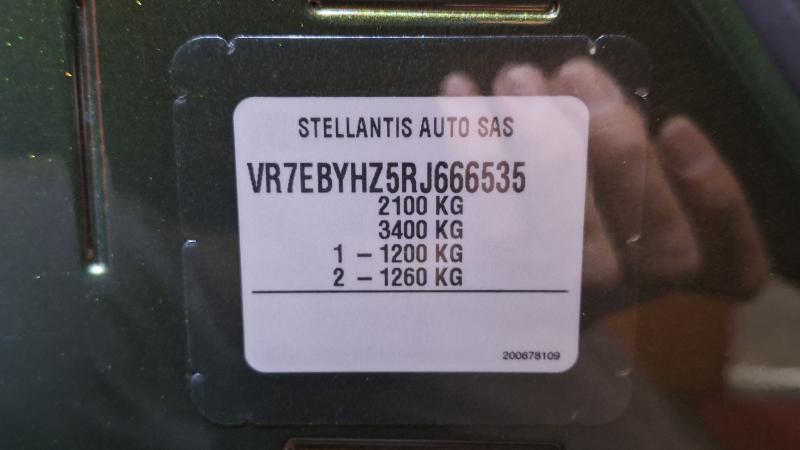 STELLANTIS AUTO SAS
VR7EBYHZ5RJ666535
2100 KG
3400 KG
1 – 1200 KG
2 – 1260 KG
200678109